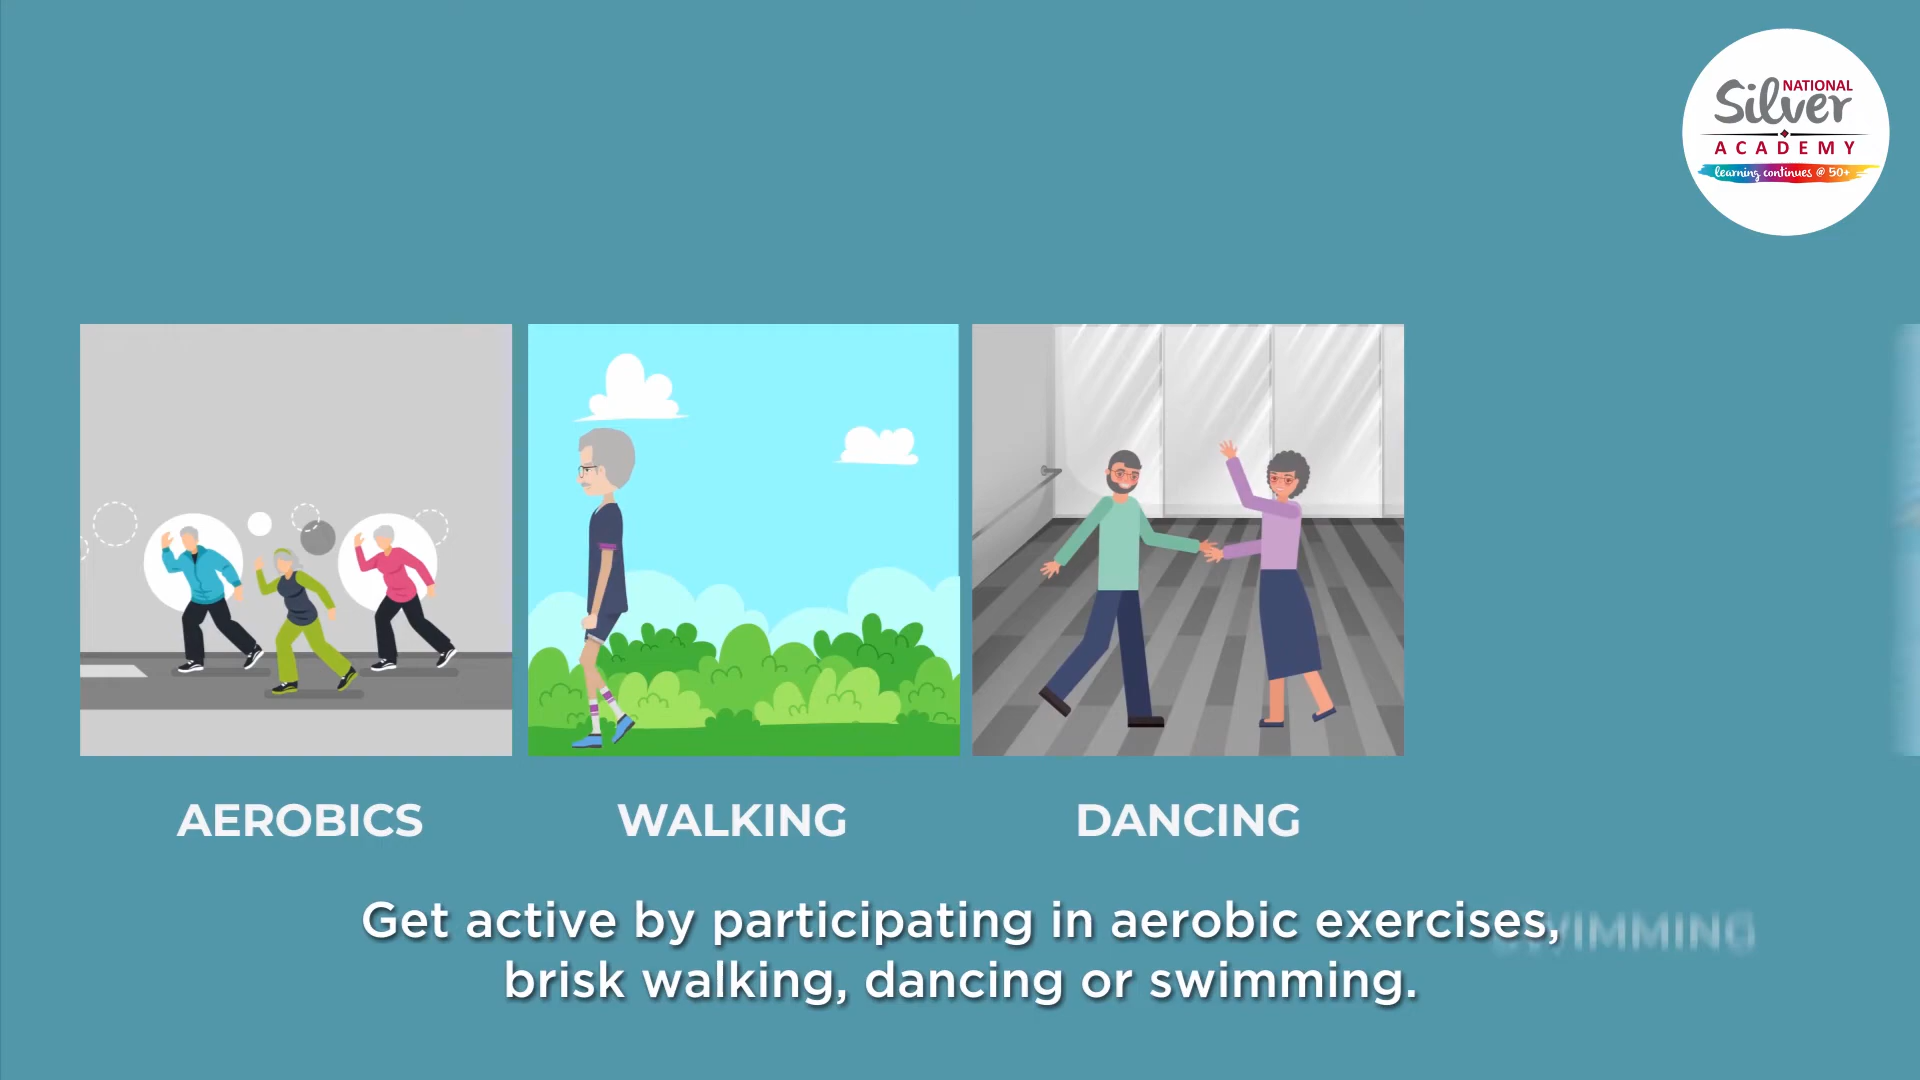 NATIONAL
Silver
ACADEMY
learning continues @ 50+
AEROBICS
WALKING
DANCING
SWIMMING
Get active by participating in aerobic exercises,
brisk walking, dancing or swimming.